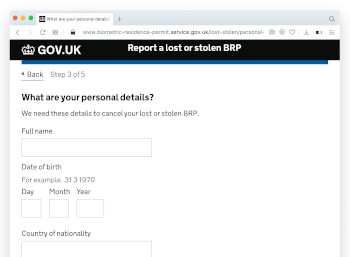 What are your personal details?
www.biometric-residence-permit.service.gov.uk/lost-stolen/personal-
GOV.UK
Report a lost or stolen BRP
Back
Step 3 of 5
What are your personal details?
We need these details to cancel your lost or stolen BRP.
Full name
Date of birth
For example, 31 3 1970
Day Month Year
Country of nationality